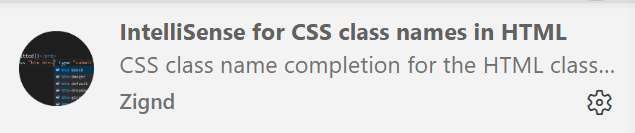 IntelliSense for CSS class names in HTML
CSS class name completion for the HTML class...
Zignd